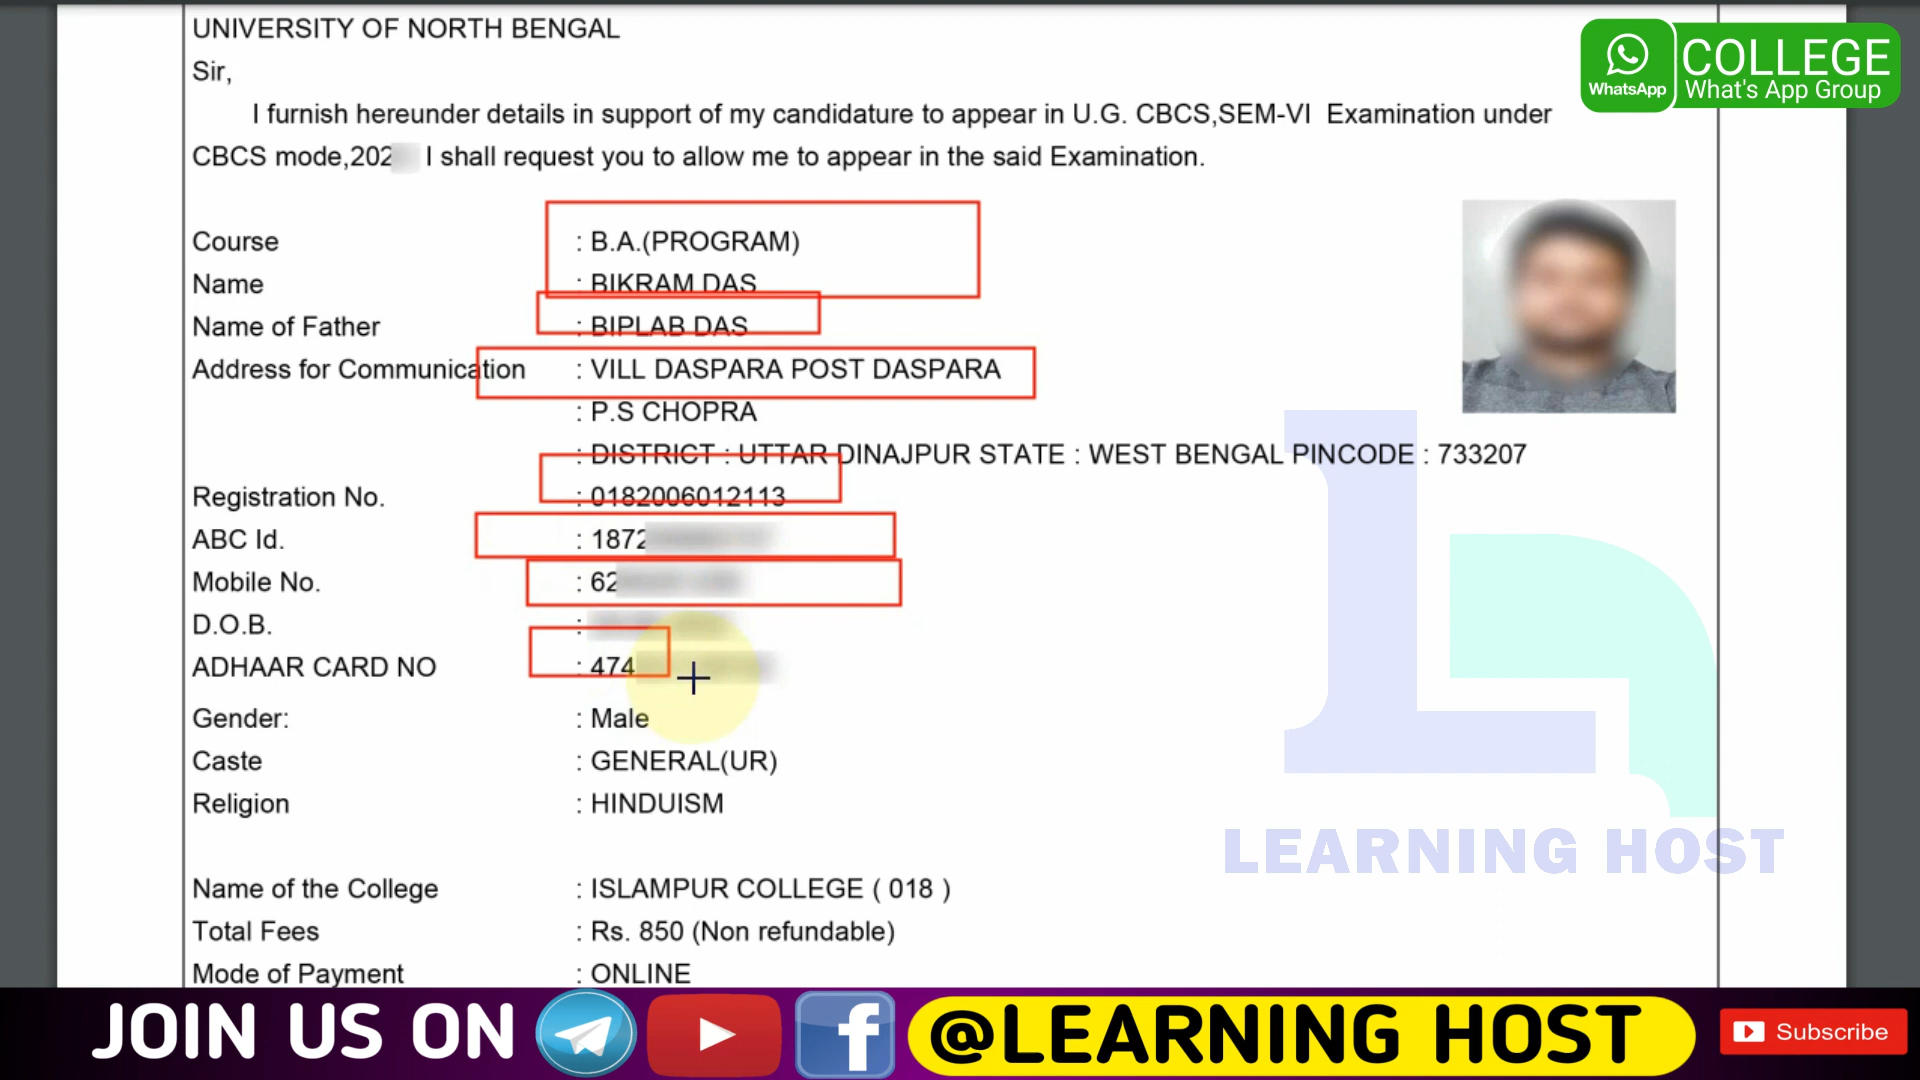 UNIVERSITY OF NORTH BENGAL
Sir,
I furnish hereunder details in support of my candidature to appear in U.G. CBCS,SEM-VI Examination under
CBCS mode,202 I shall request you to allow me to appear in the said Examination.
Course : B.A.(PROGRAM)
Name : BIKRAM DAS
Name of Father : BIPLAB DAS
Address for Communication : VILL DASPARA POST DASPARA
: P.S CHOPRA
: DISTRICT : UTTAR DINAJPUR STATE : WEST BENGAL PINCODE : 733207
Registration No. : 0182006012113
ABC Id. : 1872
Mobile No. : 62
D.O.B. :
ADHAAR CARD NO : 474
Gender: : Male
Caste : GENERAL(UR)
Religion : HINDUISM
Name of the College : ISLAMPUR COLLEGE ( 018 )
Total Fees : Rs. 850 (Non refundable)
Mode of Payment : ONLINE
WhatsApp
COLLEGE
What's App Group
LEARNING HOST
JOIN US ON
@LEARNING HOST
Subscribe